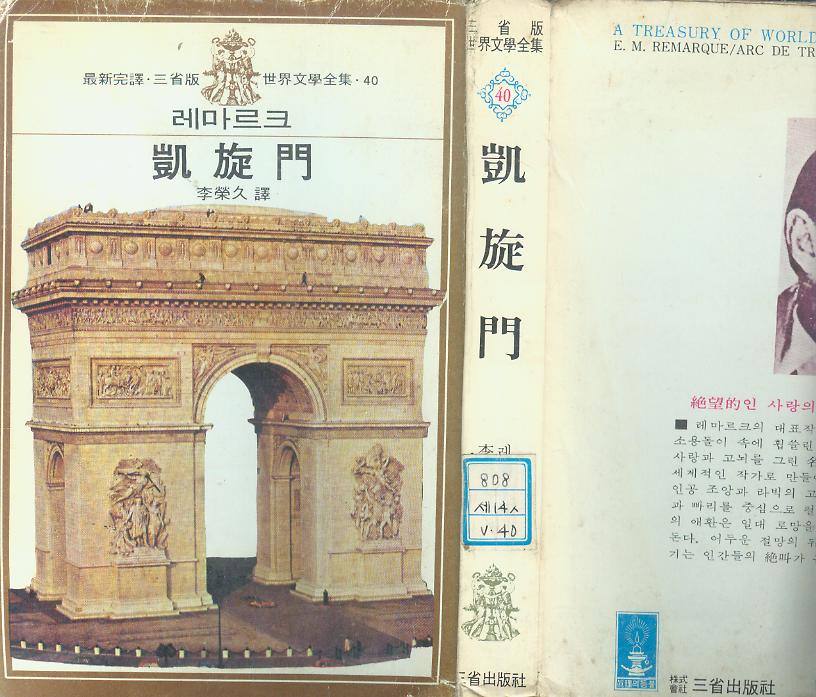 最新完譯·三省版 世界文學全集·40
레마르크
凱旋門
李榮久 譯
三省版
世界文學全集
40
凱旋門
808
세14ㅅ
V.40
三省出版社
A TREASURY OF WORLD
E. M. REMARQUE/ARC DE TR
絶望的인 사랑의
■ 레마르크의 대표작
소용돌이 속에 휩쓸린
사랑과 고뇌를 그린
세계적인 작가로 만들
인공 조앙과 라빅의 고
과 빠리를 중심으로
의 애환은 일대 로망을
돈다. 어두운 절망의
기는 인간들의 絶叫가
株式會社 三省出版社